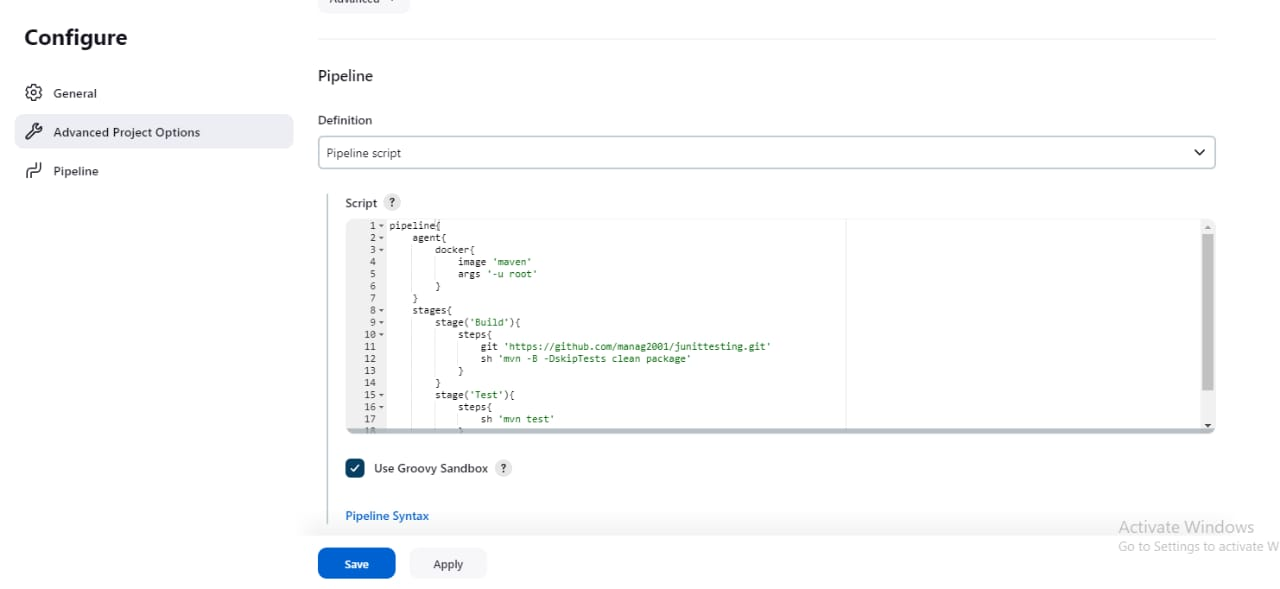 Advanced
Configure
General
Advanced Project Options
Pipeline
Pipeline
Definition
Pipeline script
Script ?
1 pipeline{
2     agent{
3         docker{
4             image 'maven'
5             args '-u root'
6         }
7     }
8     stages{
9         stage('Build'){
10             steps{
11                 git 'https://github.com/manag2001/junittesting.git'
12                 sh 'mvn -B -DskipTests clean package'
13             }
14         }
15         stage('Test'){
16             steps{
17                 sh 'mvn test'
18             }
Use Groovy Sandbox ?
Pipeline Syntax
Save
Apply
Activate Windows
Go to Settings to activate W